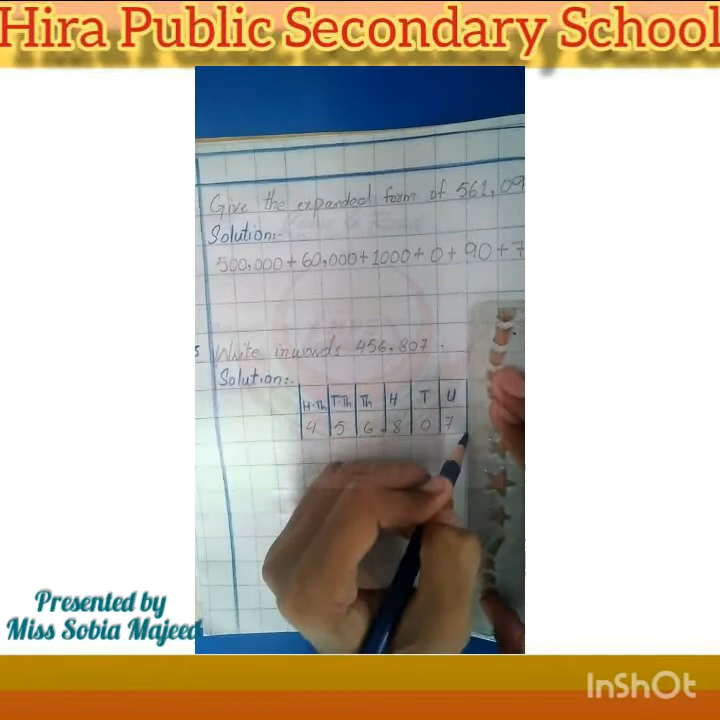 Hira Public Secondary School
Give the expanded form of 561,09
Solution:-
500,000+60,000+1000+0+90+7
Write inwords 456,807.
Solution:-
H.Th T.Th Th H T U
4 5 6, 8 0 7
Presented by
Miss Sobia Majeed
InShOt